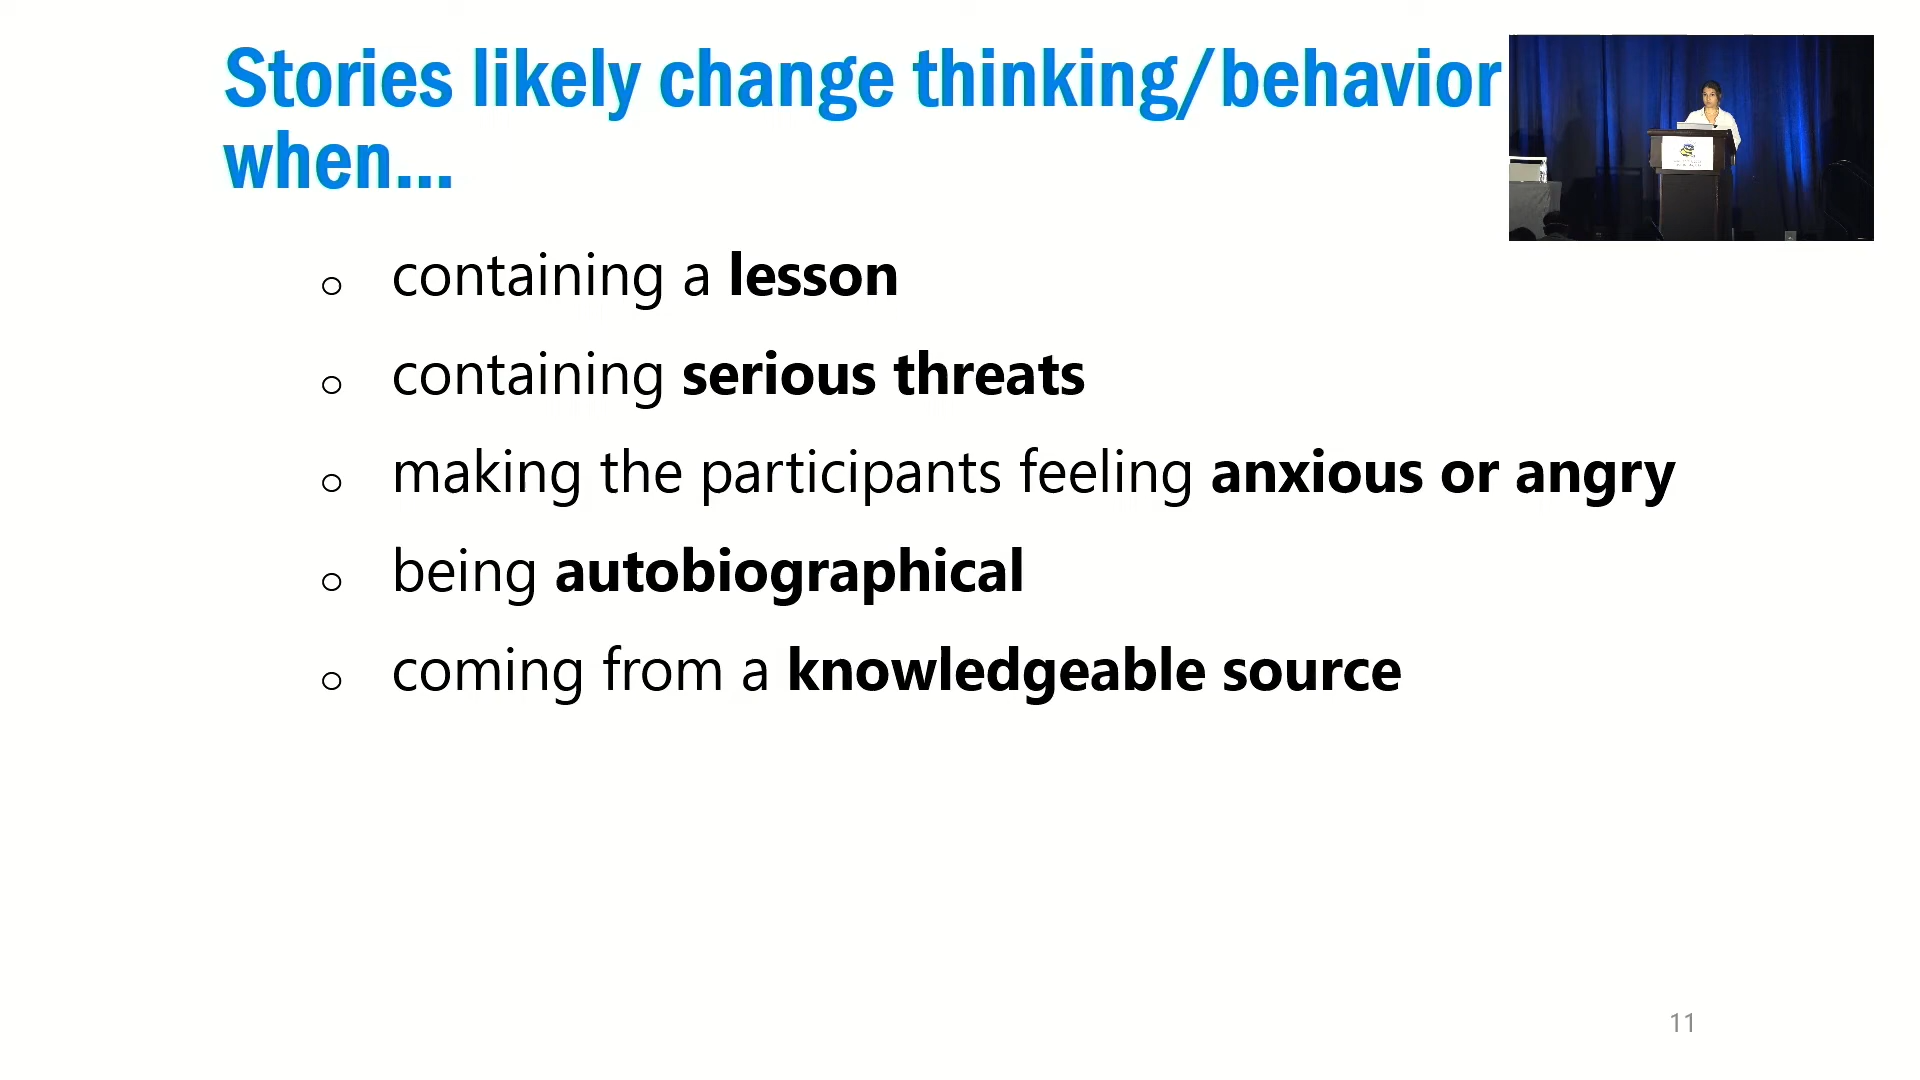 Stories likely change thinking/behavior
when...
containing a lesson
containing serious threats
making the participants feeling anxious or angry
being autobiographical
coming from a knowledgeable source
11